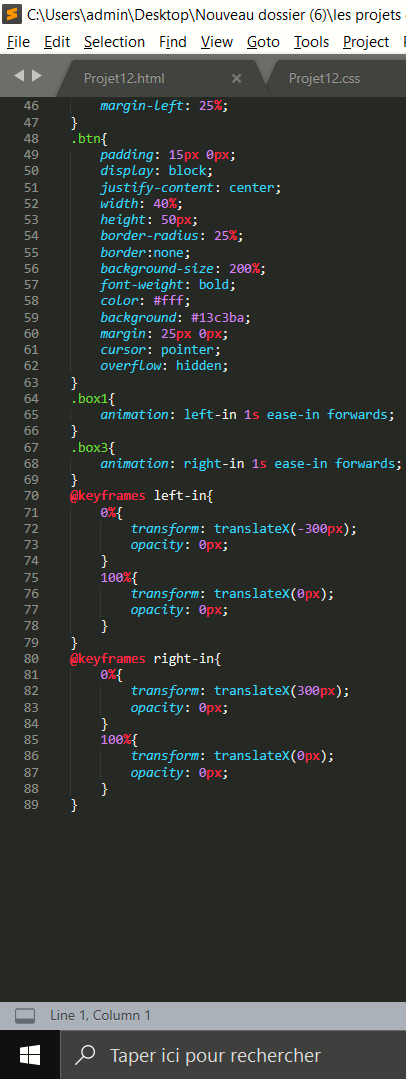 C:\Users\admin\Desktop\Nouveau dossier (6)\les projets
File Edit Selection Find View Goto Tools Project
Projet12.html × Projet12.css
46 margin-left: 25%;
47 }
48 .btn{
49 padding: 15px 0px;
50 display: block;
51 justify-content: center;
52 width: 40%;
53 height: 50px;
54 border-radius: 25%;
55 border:none;
56 background-size: 200%;
57 font-weight: bold;
58 color: #fff;
59 background: #13c3ba;
60 margin: 25px 0px;
61 cursor: pointer;
62 overflow: hidden;
63 }
64 .box1{
65 animation: left-in 1s ease-in forwards;
66 }
67 .box3{
68 animation: right-in 1s ease-in forwards;
69 }
70 @keyframes left-in{
71 0%{
72 transform: translateX(-300px);
73 opacity: 0px;
74 }
75 100%{
76 transform: translateX(0px);
77 opacity: 0px;
78 }
79 }
80 @keyframes right-in{
81 0%{
82 transform: translateX(300px);
83 opacity: 0px;
84 }
85 100%{
86 transform: translateX(0px);
87 opacity: 0px;
88 }
89 }
Line 1, Column 1
Taper ici pour rechercher